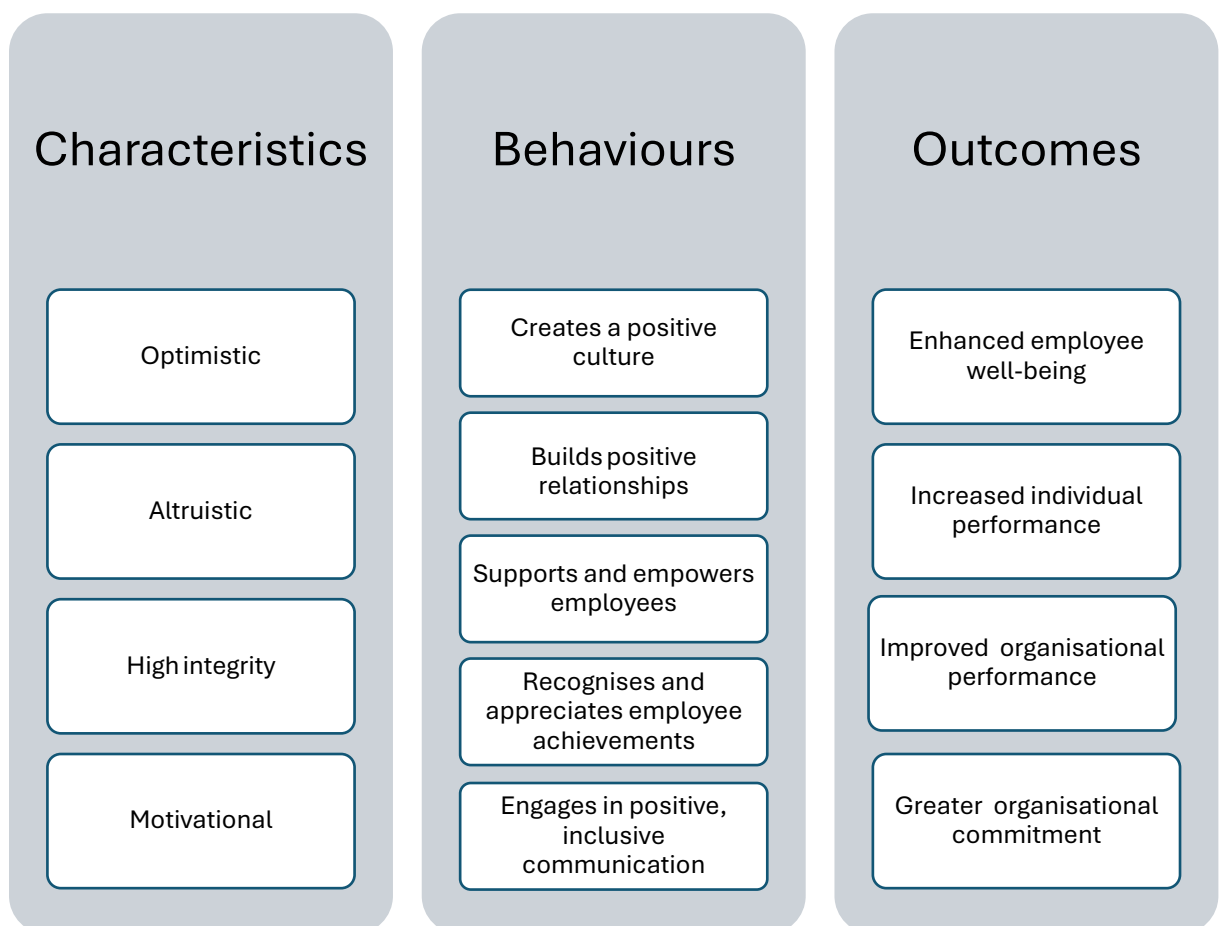 Characteristics
Optimistic
Altruistic
High integrity
Motivational
Behaviours
Creates a positive
culture
Builds positive
relationships
Supports and empowers
employees
Recognises and
appreciates employee
achievements
Engages in positive,
inclusive
communication
Outcomes
Enhanced employee
well-being
Increased individual
performance
Improved organisational
performance
Greater organisational
commitment